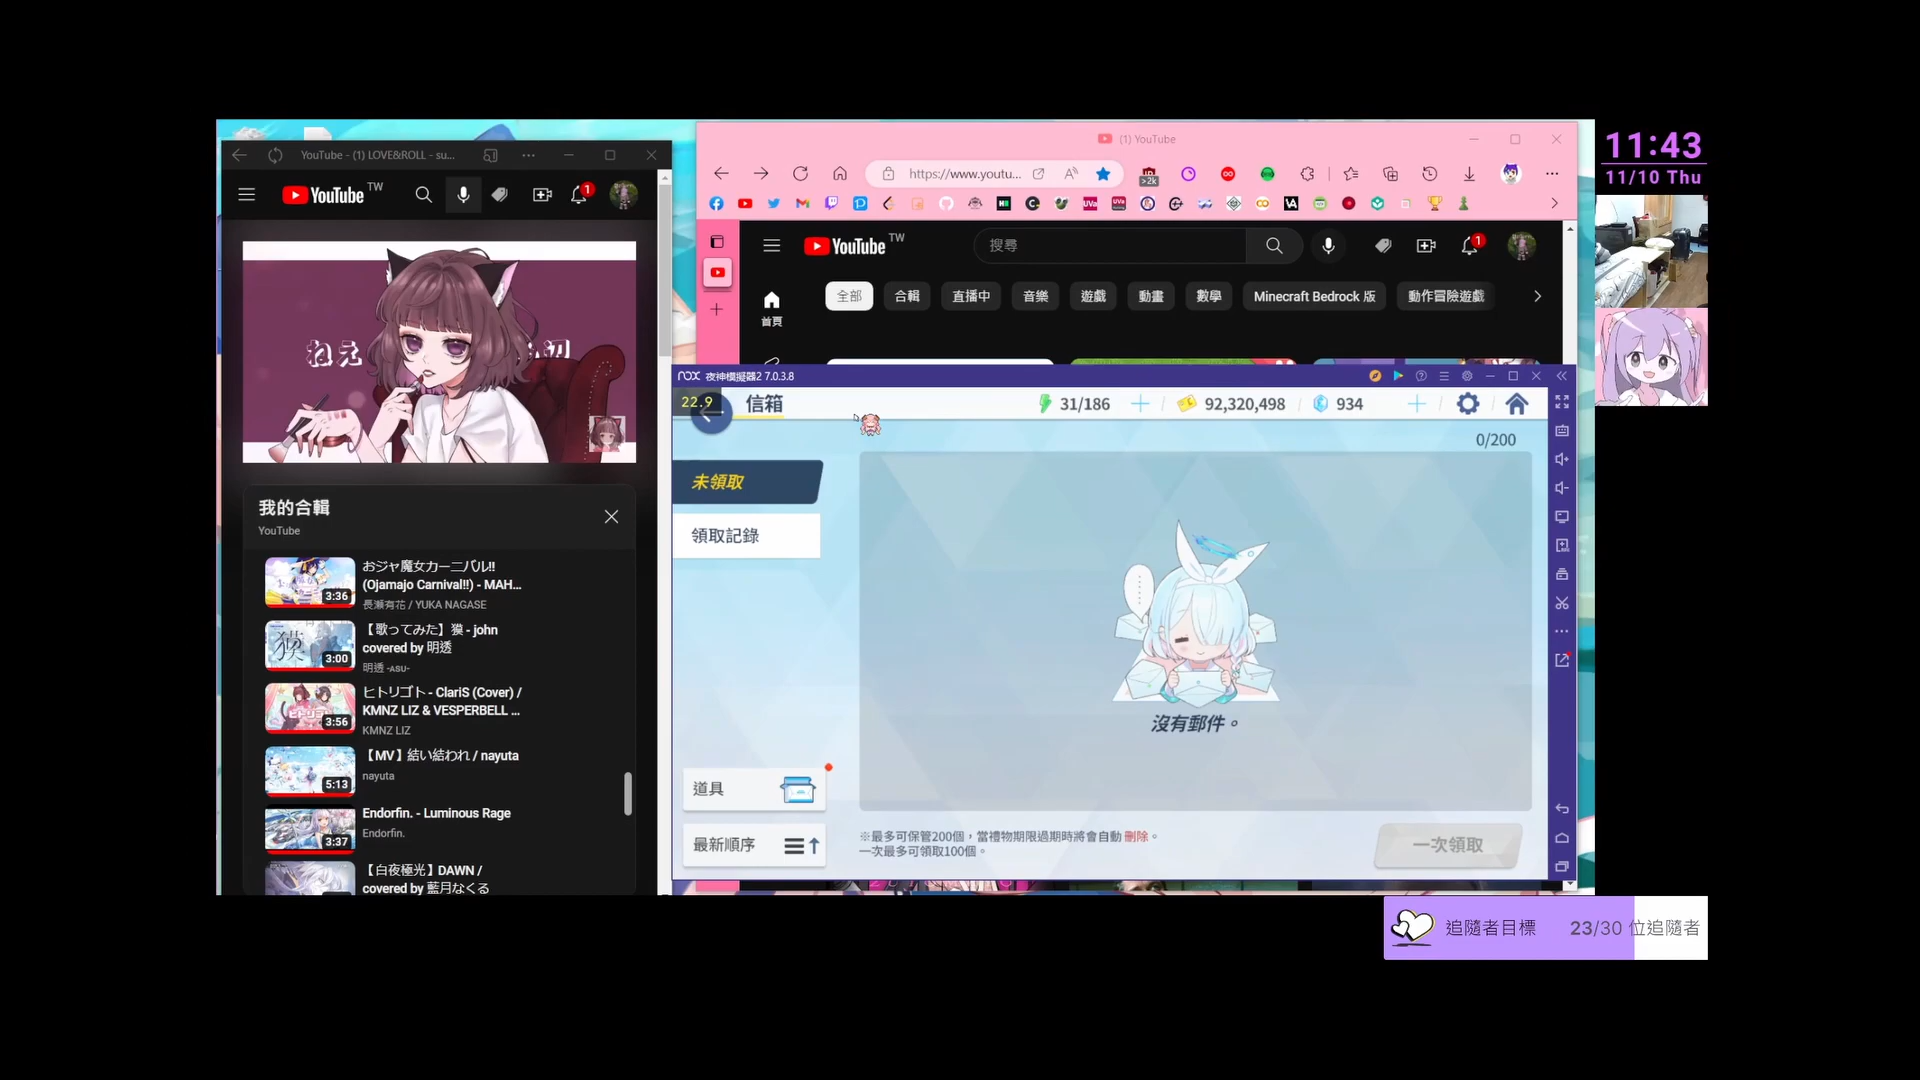 YouTube - (1) LOVE&ROLL - su...
YouTube TW
1
ねえ
辺
我的合輯
YouTube
おジャ魔女カーニバル!!
(Ojamajo Carnival!!) - MAH...
長瀬有花 / YUKA NAGASE
3:36
【歌ってみた】獏 - john
covered by 明透
明透 -ASU-
獏
3:00
ヒトリゴト - ClariS (Cover) /
KMNZ LIZ & VESPERBELL ...
KMNZ LIZ
3:56
【MV】結い結われ / nayuta
nayuta
5:13
Endorfin. - Luminous Rage
Endorfin.
3:37
【白夜極光】DAWN /
covered by 藍月なくる
(1) YouTube
https://www.youtu...
>2k
YouTube TW
搜尋
1
首頁
全部
合輯
直播中
音樂
遊戲
動畫
數學
Minecraft Bedrock 版
動作冒險遊戲
nox 夜神模擬器2 7.0.3.8
22.9
信箱
31/186
92,320,498
934
0/200
未領取
領取記錄
沒有郵件。
道具
最新順序
※最多可保管200個，當禮物期限過期時將會自動刪除。
一次最多可領取100個。
一次領取
11:43
11/10 Thu
追隨者目標
23/30 位追隨者